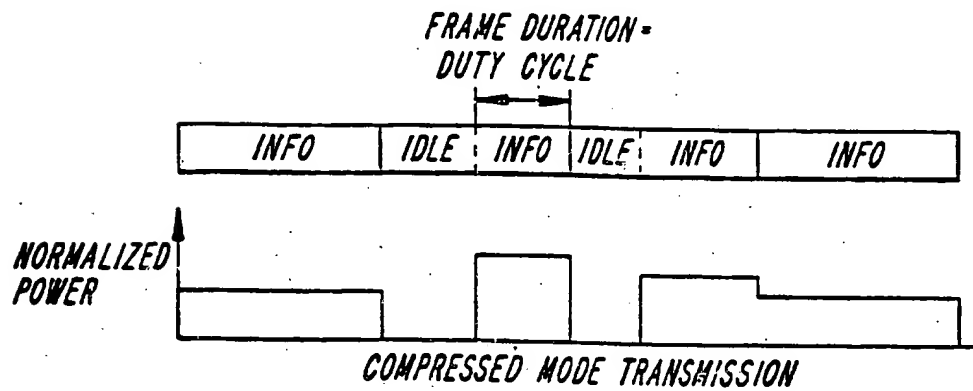 FRAME DURATION =
DUTY CYCLE
INFO IDLE INFO IDLE INFO INFO
NORMALIZED
POWER
COMPRESSED MODE TRANSMISSION